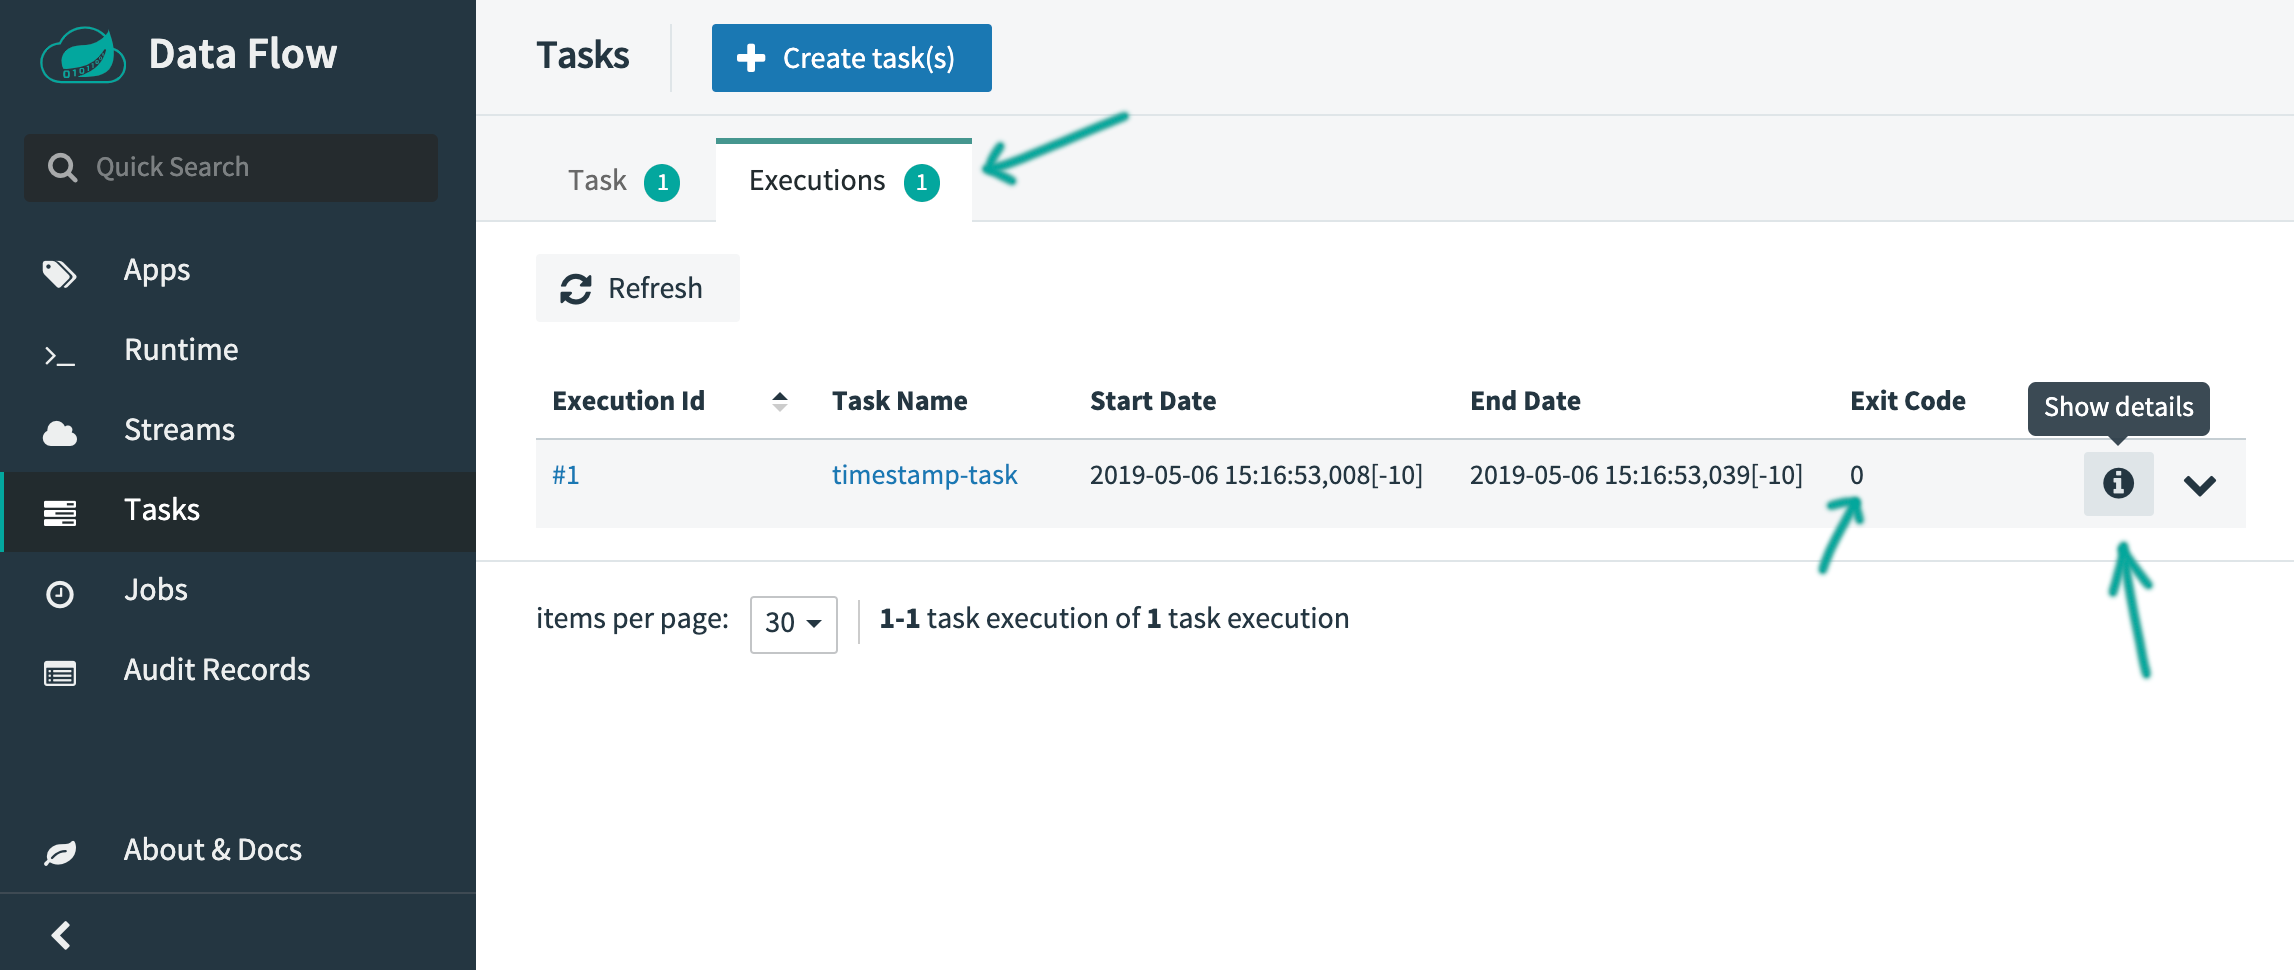 Data Flow
Quick Search
Apps
Runtime
Streams
Tasks
Jobs
Audit Records
About & Docs
Tasks
Create task(s)
Task 1
Executions 1
Refresh
Execution Id Task Name Start Date End Date Exit Code
Show details
#1 timestamp-task 2019-05-06 15:16:53,008[-10] 2019-05-06 15:16:53,039[-10] 0
items per page: 30 1-1 task execution of 1 task execution